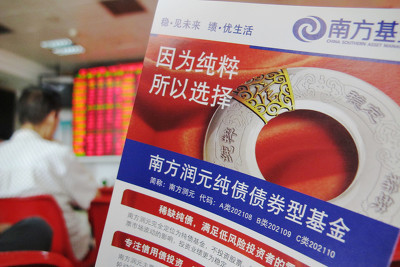 稳·见未来 绩·优生活
南方基
CHINA SOUTHERN ASSET
因为纯粹
所以选择
南方润元纯债债券型基金
简称：南方润元 代码：A类202108 B类202109 C类202110
稀缺纯债，满足低风险投资者的
专注信用债投资